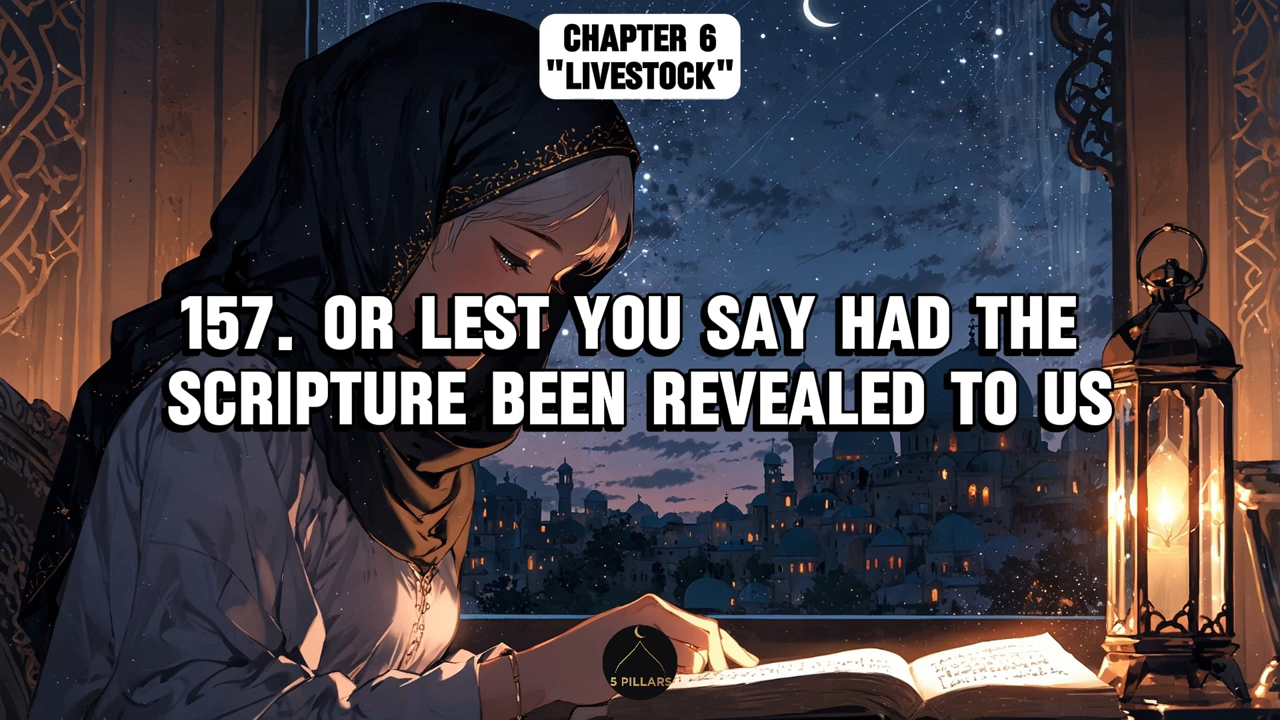 CHAPTER 6
"LIVESTOCK"
157. OR LEST YOU SAY HAD THE
SCRIPTURE BEEN REVEALED TO US
5 PILLARS